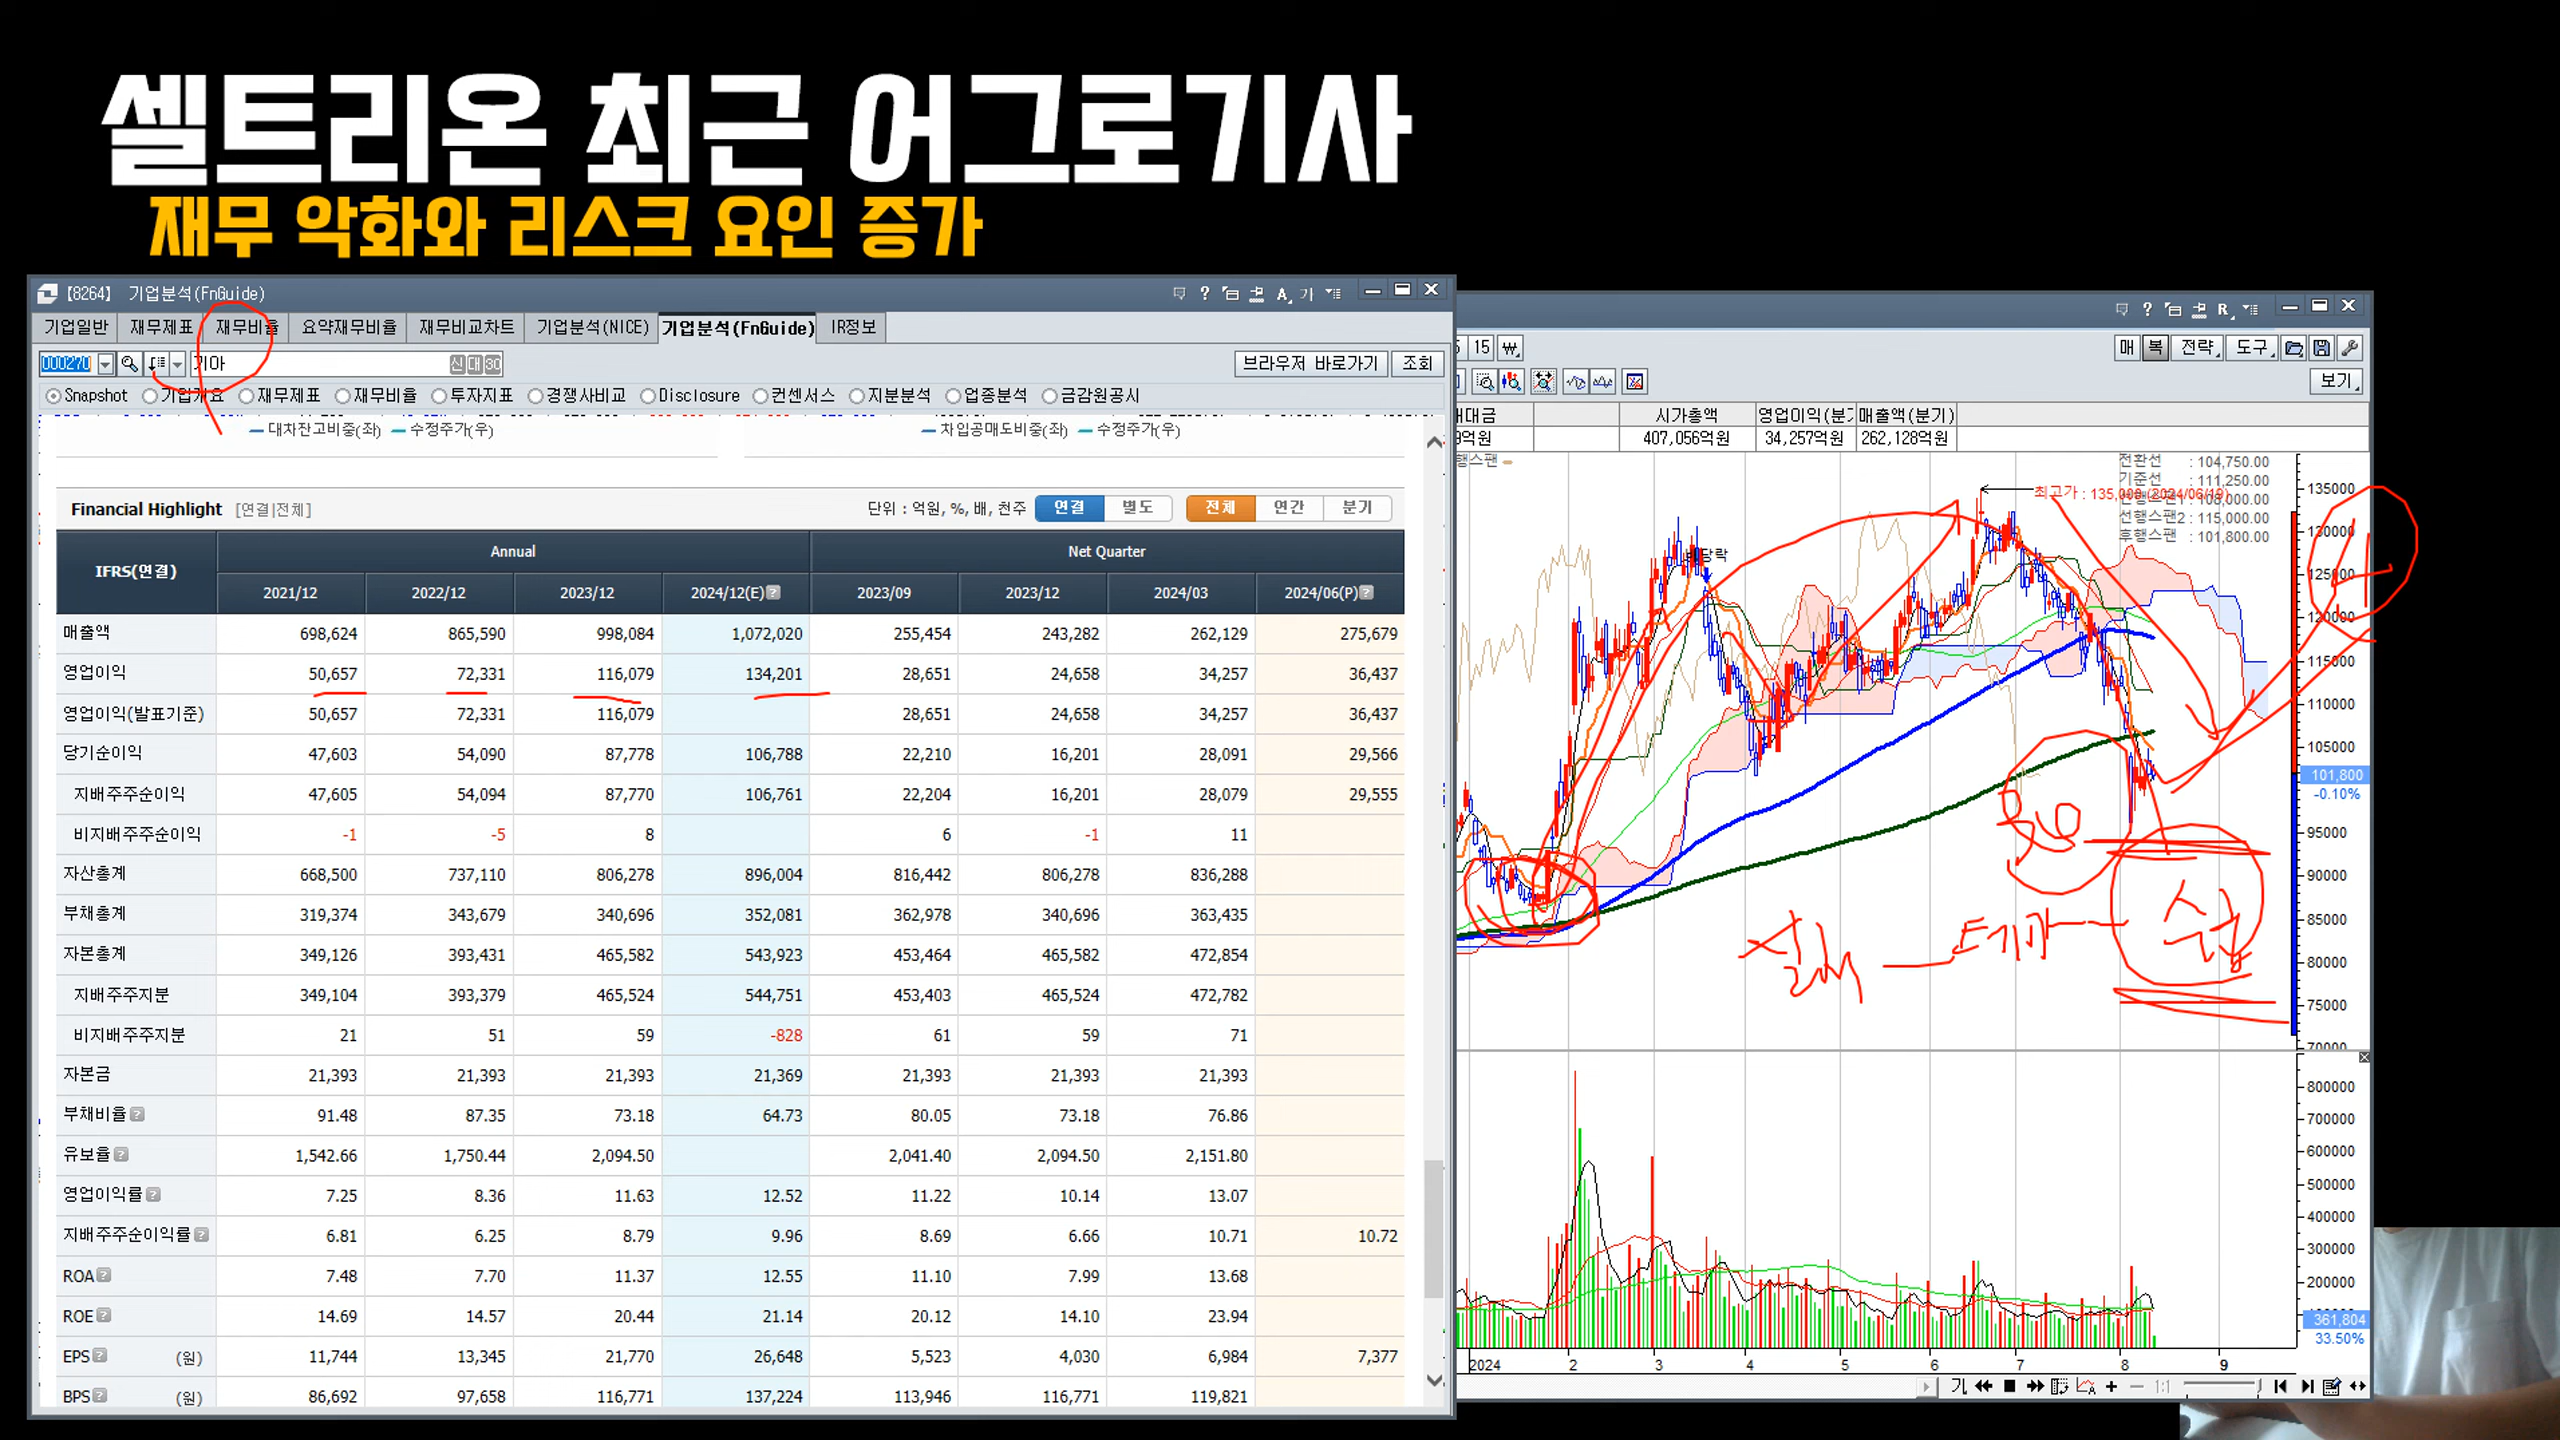 셀트리온 최근 어그로기사
재무 악화와 리스크 요인 증가
[8264] 기업분석(FnGuide)
기업일반 재무제표 재무비율 요약재무비율 재무비교차트 기업분석(NICE) 기업분석(FnGuide) IR정보
000270 기아 신 대 30 브라우저 바로가기 조회
Snapshot 기업개요 재무제표 재무비율 투자지표 경쟁사비교 Disclosure 컨센서스 지분분석 업종분석 금감원공시
대차잔고비중(좌) 수정주가(우) 차입공매도비중(좌) 수정주가(우)
Financial Highlight [연결|전체] 단위 : 억원, %, 배, 천주 연결 별도 전체 연간 분기
IFRS(연결) Annual Net Quarter
2021/12 2022/12 2023/12 2024/12(E) 2023/09 2023/12 2024/03 2024/06(P)
매출액 698,624 865,590 998,084 1,072,020 255,454 243,282 262,129 275,679
영업이익 50,657 72,331 116,079 134,201 28,651 24,658 34,257 36,437
영업이익(발표기준) 50,657 72,331 116,079 28,651 24,658 34,257 36,437
당기순이익 47,603 54,090 87,778 106,788 22,210 16,201 28,091 29,566
지배주주순이익 47,605 54,094 87,770 106,761 22,204 16,201 28,079 29,555
비지배주주순이익 -1 -5 8 6 -1 11
자산총계 668,500 737,110 806,278 896,004 816,442 806,278 836,288
부채총계 319,374 343,679 340,696 352,081 362,978 340,696 363,435
자본총계 349,126 393,431 465,582 543,923 453,464 465,582 472,854
지배주주지분 349,104 393,379 465,524 544,751 453,403 465,524 472,782
비지배주주지분 21 51 59 -828 61 59 71
자본금 21,393 21,393 21,393 21,369 21,393 21,393 21,393
부채비율 91.48 87.35 73.18 64.73 80.05 73.18 76.86
유보율 1,542.66 1,750.44 2,094.50 2,041.40 2,094.50 2,151.80
영업이익률 7.25 8.36 11.63 12.52 11.22 10.14 13.07
지배주주순이익률 6.81 6.25 8.79 9.96 8.69 6.66 10.71 10.72
ROA 7.48 7.70 11.37 12.55 11.10 7.99 13.68
ROE 14.69 14.57 20.44 21.14 20.12 14.10 23.94
EPS (원) 11,744 13,345 21,770 26,648 5,523 4,030 6,984 7,377
BPS (원) 86,692 97,658 116,771 137,224 113,946 116,771 119,821
15 매 복 전략 도구
보기
대금 시가총액 영업이익(분기 매출액(분기)
억원 407,056억원 34,257억원 262,128억원
행스팬
전환선 : 104,750.00
기준선 : 111,250.00
최고가 : 135,000 (2024/06/19)
선행스팬2 : 115,000.00
후행스팬 : 101,800.00
135000
130000
125000
120000
115000
110000
105000
101,800
-0.10%
95000
90000
85000
80000
75000
70000
배당락
수급
800000
700000
600000
500000
400000
300000
200000
361,804
33.50%
2024 2 3 4 5 6 7 8 9